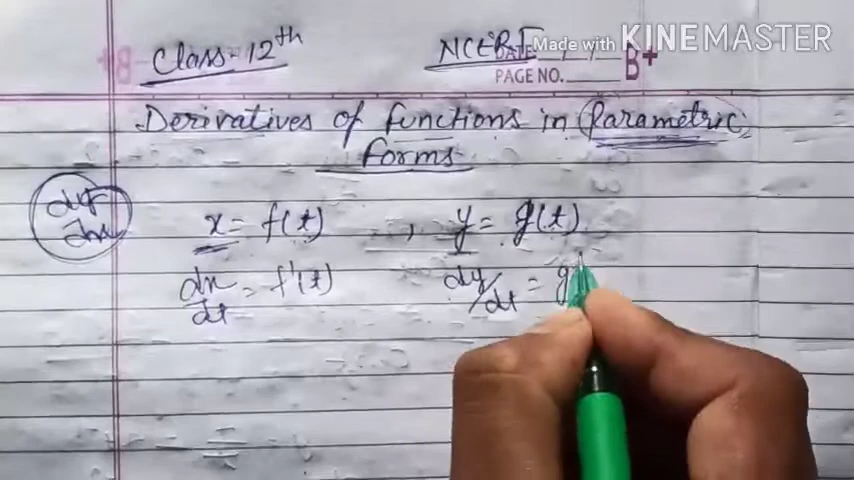 Class-12th NCERT Made with KINEMASTER
DATE / / B+
PAGE NO.
Derivatives of functions in Parametric
forms
dy/dx x = f(t) , y = g(t)
dx/dt = f'(t) dy/dt = g